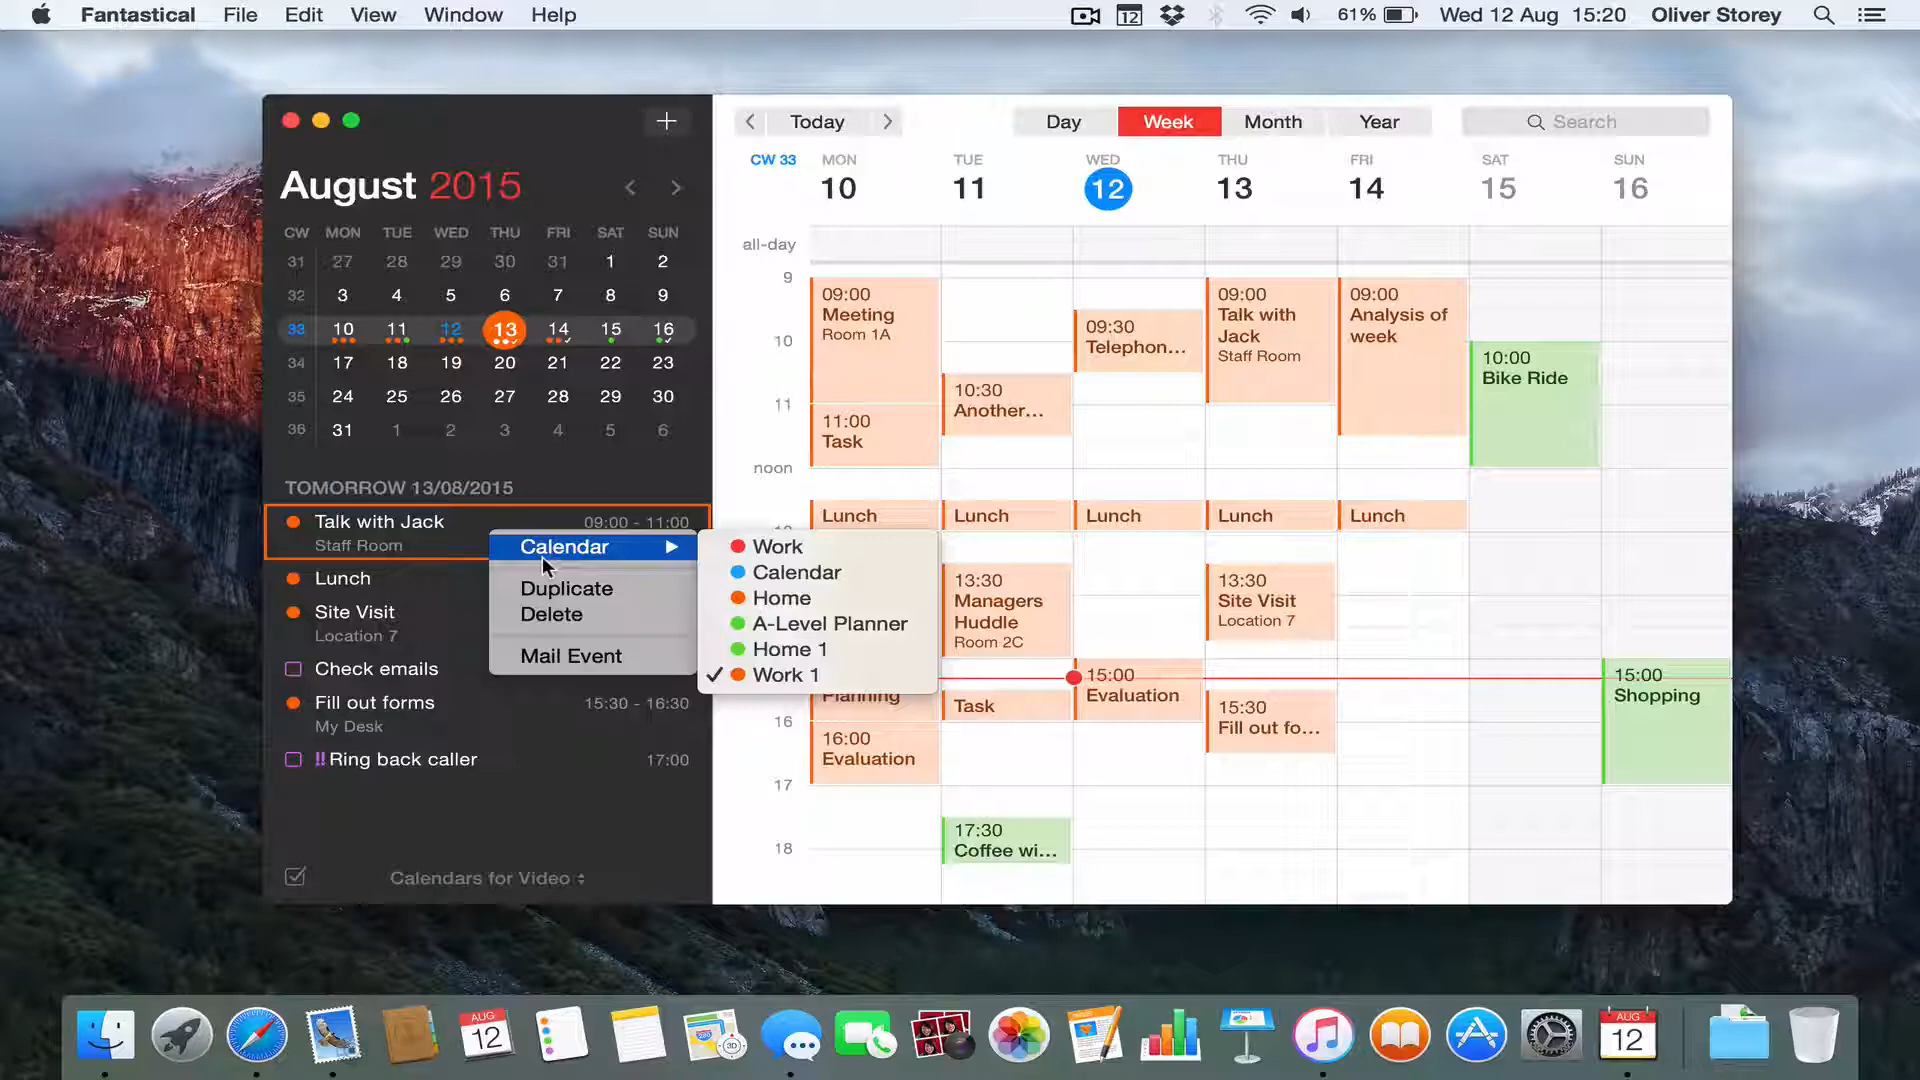 Fantastical File Edit View Window Help
12 61% Wed 12 Aug 15:20 Oliver Storey
August 2015
CW MON TUE WED THU FRI SAT SUN
31 27 28 29 30 31 1 2
32 3 4 5 6 7 8 9
33 10 11 12 13 14 15 16
34 17 18 19 20 21 22 23
35 24 25 26 27 28 29 30
36 31 1 2 3 4 5 6
TOMORROW 13/08/2015
Talk with Jack 09:00 - 11:00
Staff Room
Lunch
Site Visit
Location 7
Check emails
Fill out forms 15:30 - 16:30
My Desk
!! Ring back caller 17:00
Calendars for Video
Calendar
Duplicate
Delete
Mail Event
Work
Calendar
Home
A-Level Planner
Home 1
Work 1
Today Day Week Month Year Search
CW 33 MON TUE WED THU FRI SAT SUN
10 11 12 13 14 15 16
all-day
9
10
11
noon
16
17
18
09:00
Meeting
Room 1A
11:00
Task
Lunch
Planning
16:00
Evaluation
10:30
Another...
Lunch
13:30
Managers
Huddle
Room 2C
Task
17:30
Coffee wi...
09:30
Telephon...
Lunch
15:00
Evaluation
09:00
Talk with
Jack
Staff Room
Lunch
13:30
Site Visit
Location 7
15:30
Fill out fo...
09:00
Analysis of
week
Lunch
10:00
Bike Ride
15:00
Shopping
AUG
12
3D
AUG
12